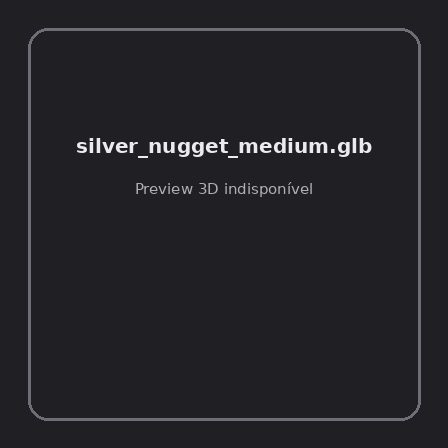 silver_nugget_medium.glb
Preview 3D indisponível